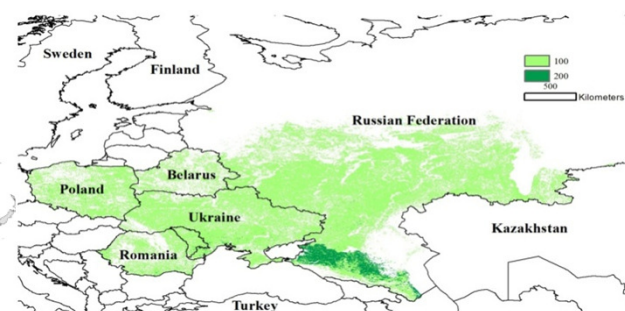 Sweden
Finland
100
200
500
Kilometers
Russian Federation
Belarus
Poland
Ukraine
Kazakhstan
Romania
Turkey